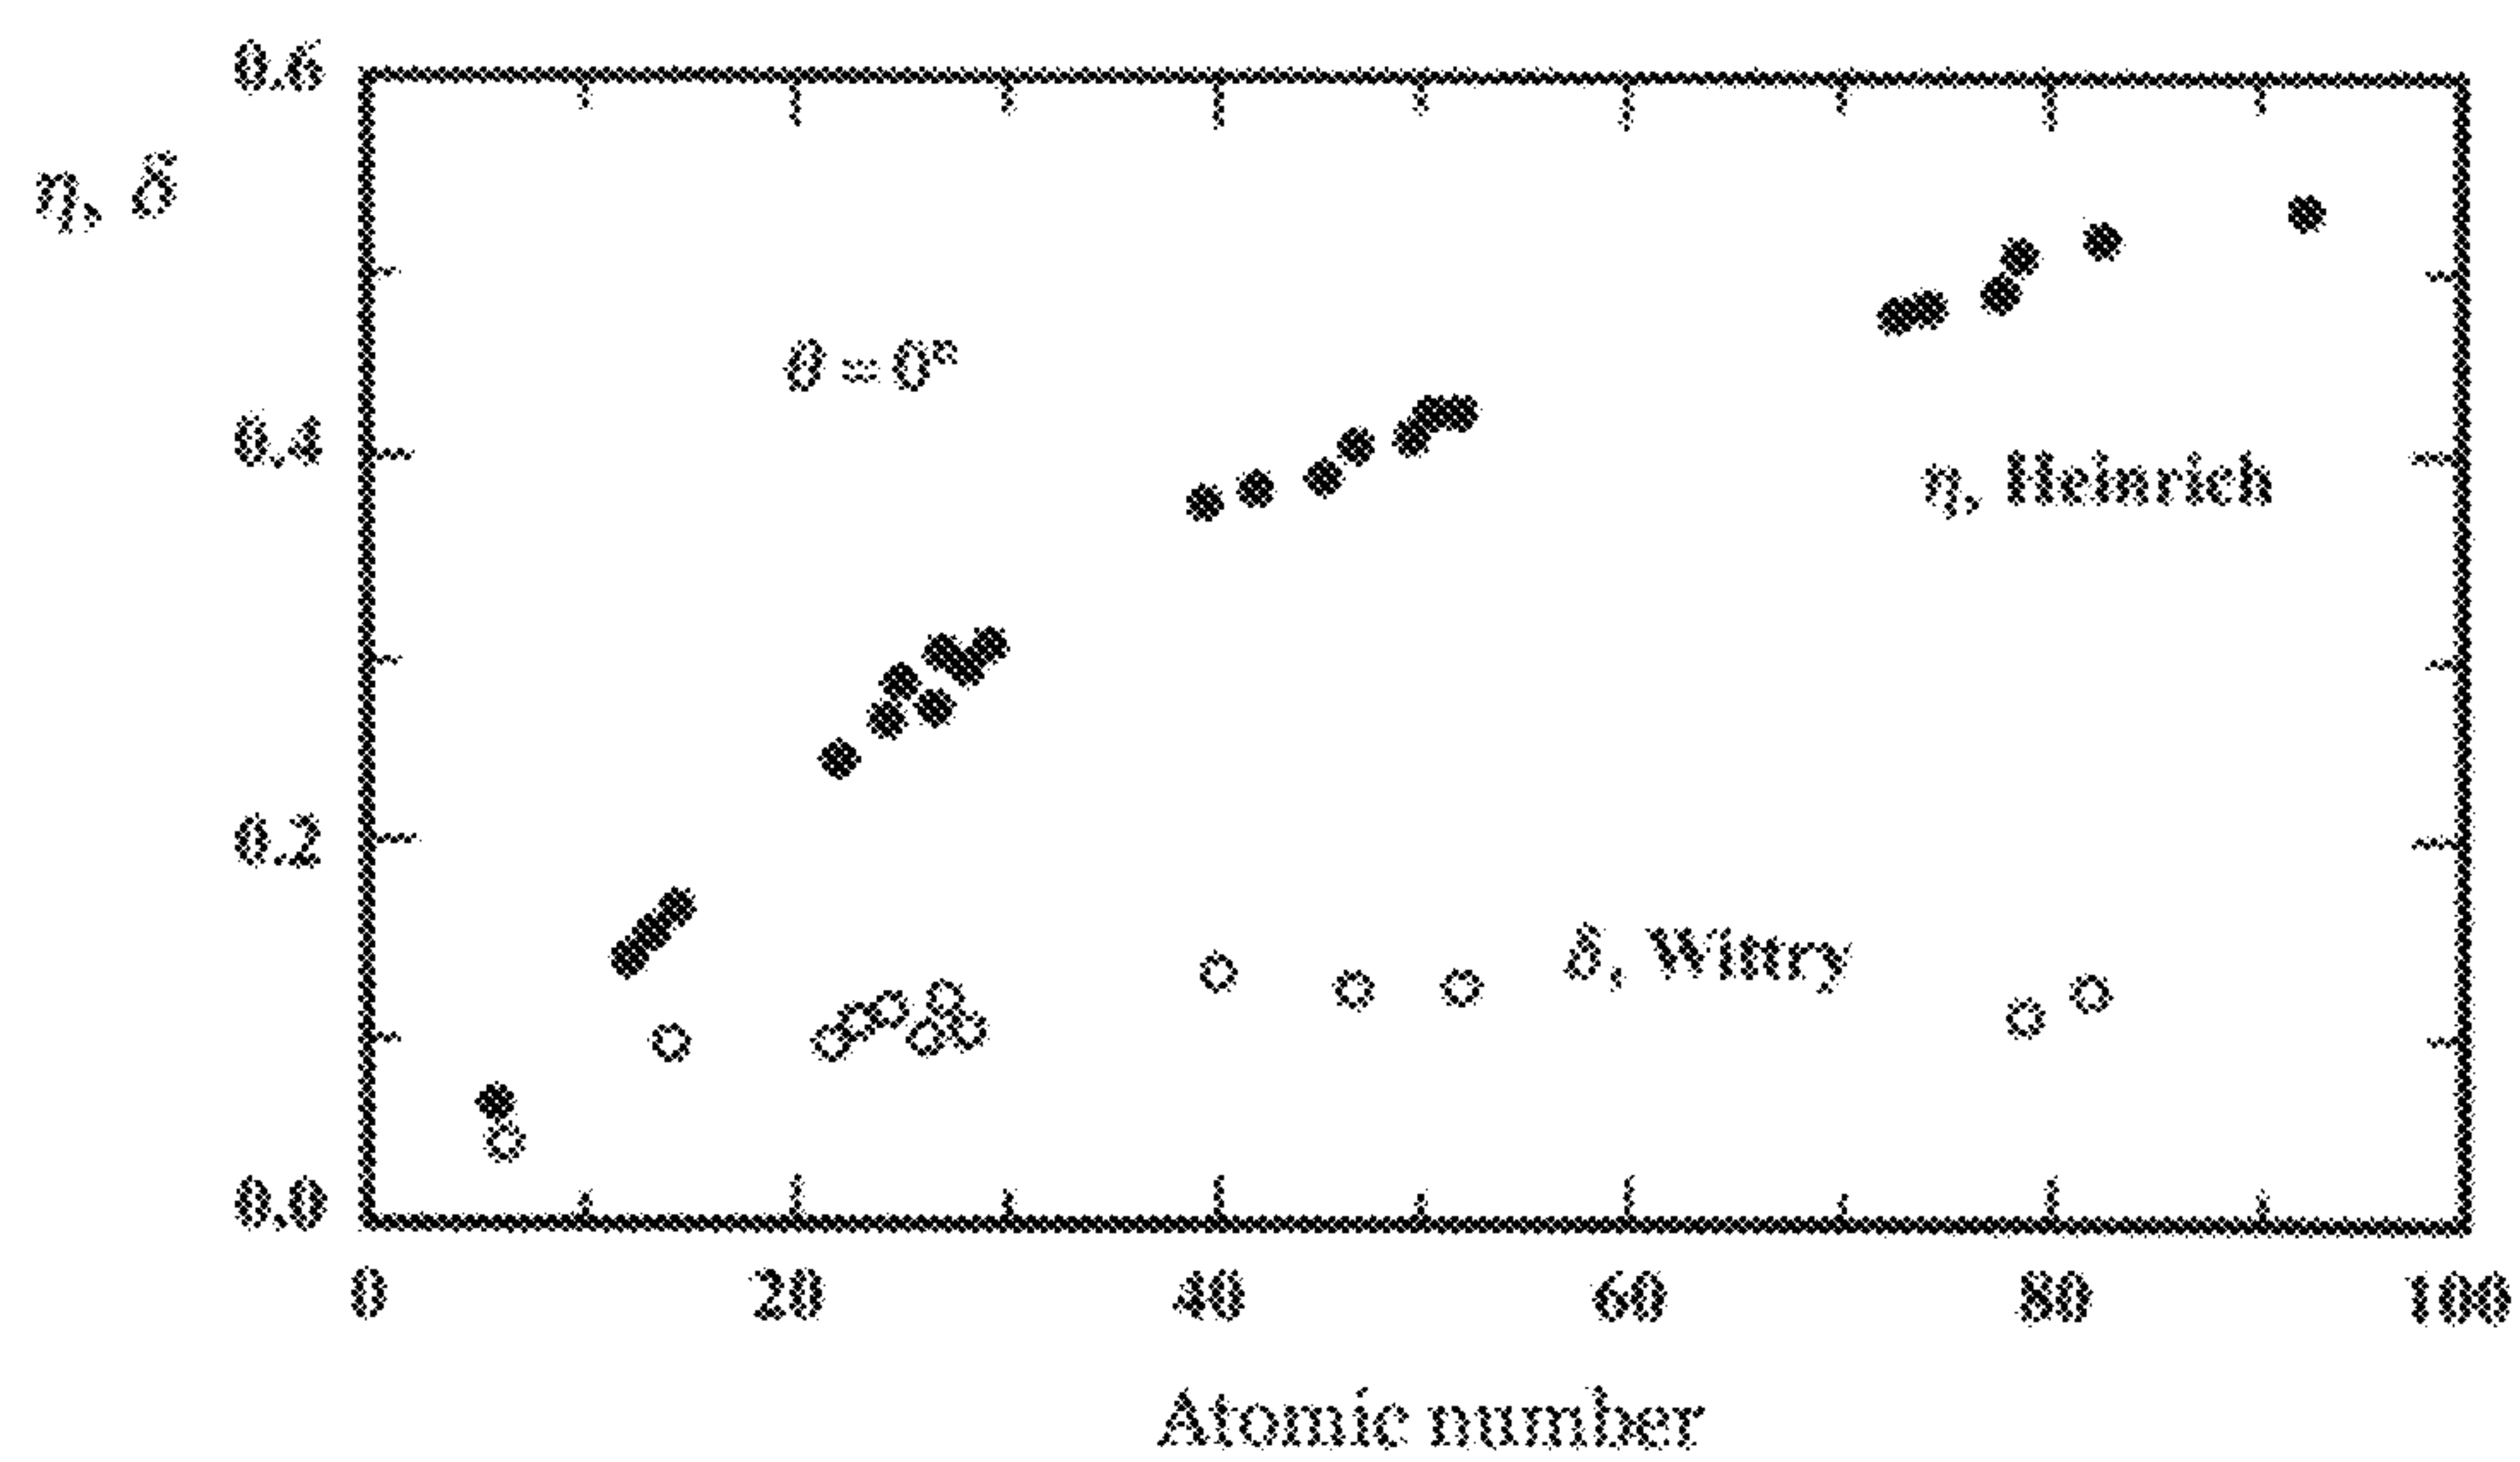 0.6
η, δ
θ = 0°
0.4
η, Heinrich
0.2
δ, Wittry
0.0
0 20 40 60 80 100
Atomic number